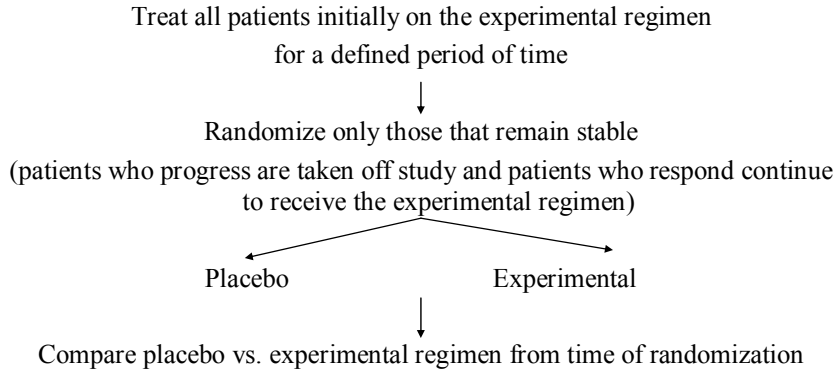 Treat all patients initially on the experimental regimen
for a defined period of time
Randomize only those that remain stable
(patients who progress are taken off study and patients who respond continue
to receive the experimental regimen)
Placebo Experimental
Compare placebo vs. experimental regimen from time of randomization